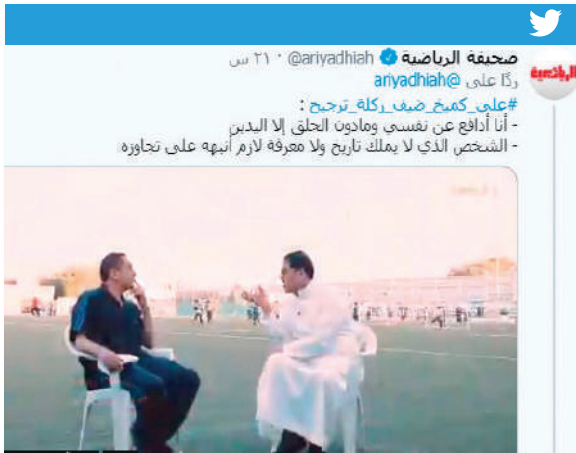 صحيفة الرياضية @ariyadhiah · ٢١ س
ردًا على @ariyadhiah
#علي_كميخ_ضيف_ركلة_ترجيح :
- أنا أدافع عن نفسي ومادون الحلق إلا اليدين
- الشخص الذي لا يملك تاريخ ولا معرفة لازم أنبهه على تجاوزه
الرياضية